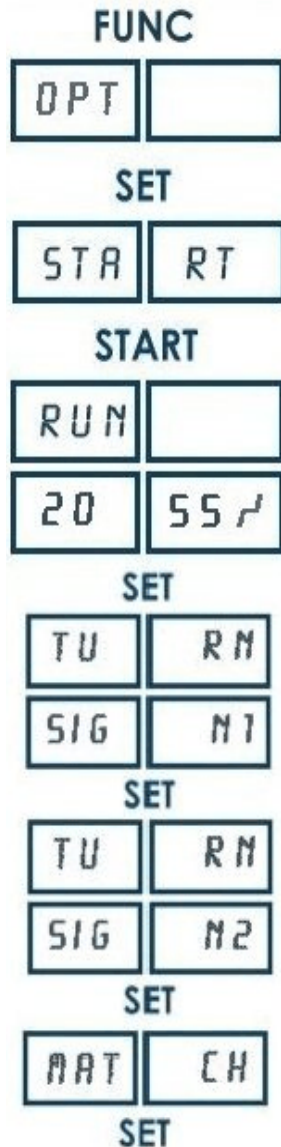 FUNC
OPT
SET
STA RT
START
RUN
20 55
SET
TU RN
SIG N1
SET
TU RN
SIG N2
SET
MAT CH
SET